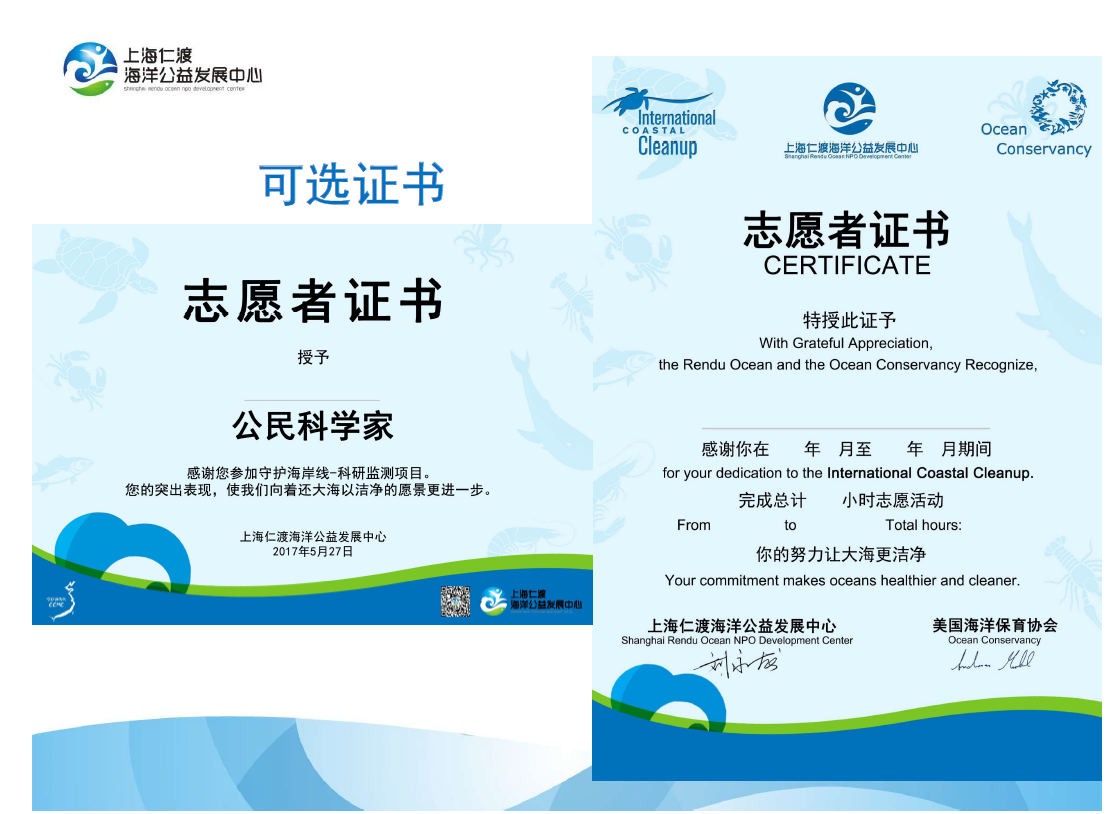 上海仁渡
海洋公益发展中心
shanghai rendu ocean npo development center
可选证书
志愿者证书
授予
公民科学家
感谢您参加守护海岸线-科研监测项目。
您的突出表现，使我们向着还大海以洁净的愿景更进一步。
上海仁渡海洋公益发展中心
2017年5月27日
CCMC
上海仁渡
海洋公益发展中心
International
COASTAL
Cleanup
上海仁渡海洋公益发展中心
Shanghai Rendu Ocean NPO Development Center
Ocean
Conservancy
志愿者证书
CERTIFICATE
特授此证予
With Grateful Appreciation,
the Rendu Ocean and the Ocean Conservancy Recognize,
感谢你在 年 月至 年 月期间
for your dedication to the International Coastal Cleanup.
完成总计 小时志愿活动
From to Total hours:
你的努力让大海更洁净
Your commitment makes oceans healthier and cleaner.
上海仁渡海洋公益发展中心
Shanghai Rendu Ocean NPO Development Center
美国海洋保育协会
Ocean Conservancy